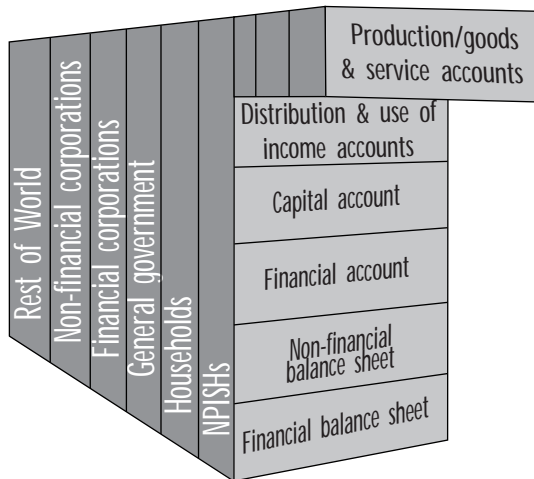 Production/goods
& service accounts
Distribution & use of
income accounts
Capital account
Financial account
Non-financial
balance sheet
Financial balance sheet
Rest of World
Non-financial corporations
Financial corporations
General government
Households
NPISHs